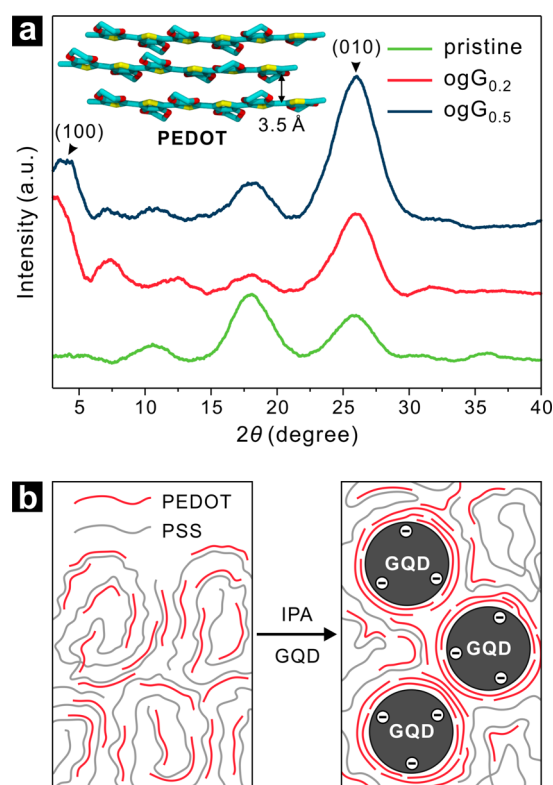 a
(100)
PEDOT
3.5 Å
(010)
pristine
ogG0.2
ogG0.5
Intensity (a.u.)
5 10 15 20 25 30 35 40
2θ (degree)
b
PEDOT
PSS
IPA
GQD
GQD
GQD
GQD